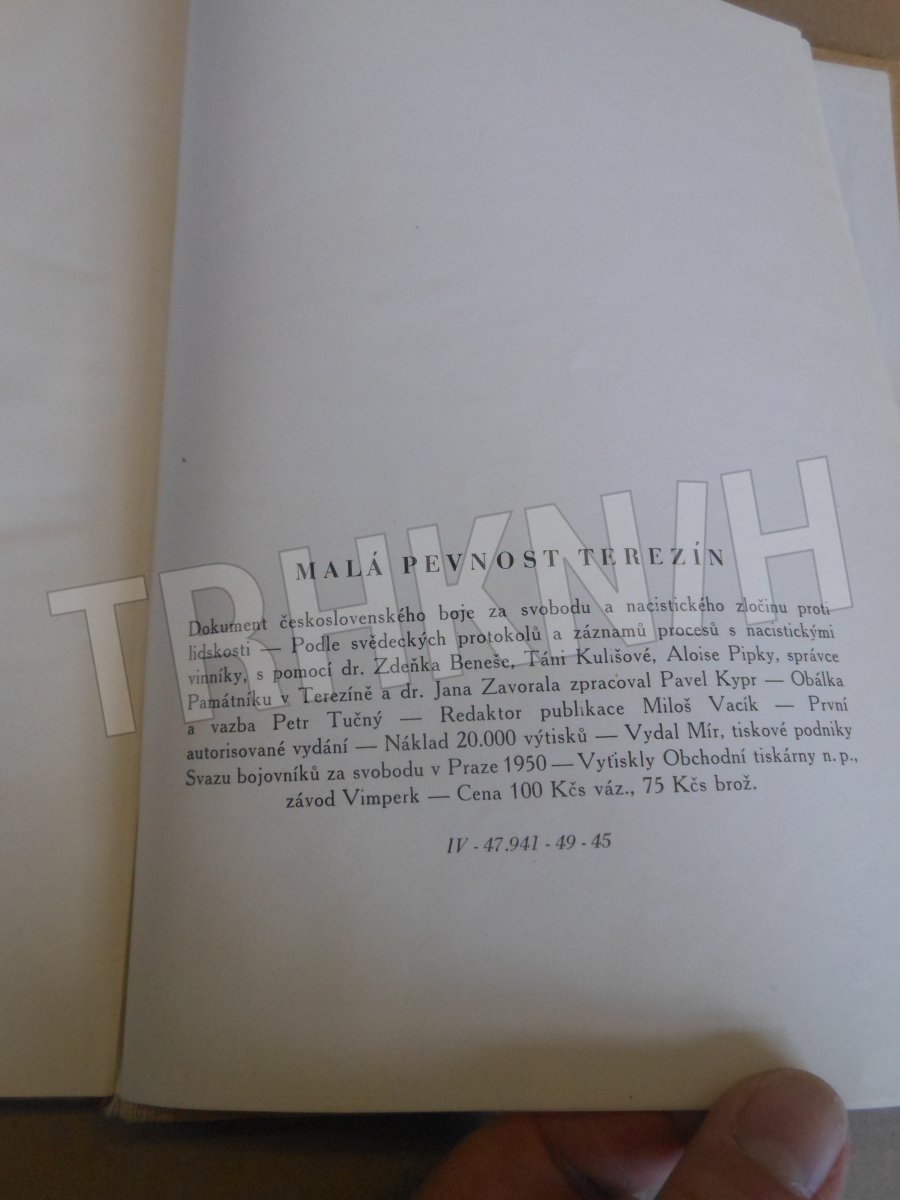 MALÁ PEVNOST TEREZÍN
Dokument československého boje za svobodu a nacistického zločinu proti
lidskosti — Podle svědeckých protokolů a záznamů procesů s nacistickými
vinníky, s pomocí dr. Zdeňka Beneše, Táni Kulišové, Aloise Pipky, správce
Památníku v Terezíně a dr. Jana Zavorala zpracoval Pavel Kypr — Obálka
a vazba Petr Tučný — Redaktor publikace Miloš Vacík — První
autorisované vydání — Náklad 20.000 výtisků — Vydal Mír, tiskové podniky
Svazu bojovníků za svobodu v Praze 1950 — Vytiskly Obchodní tiskárny n. p.,
závod Vimperk — Cena 100 Kčs váz., 75 Kčs brož.
IV - 47.941 - 49 - 45
TRHKN/H